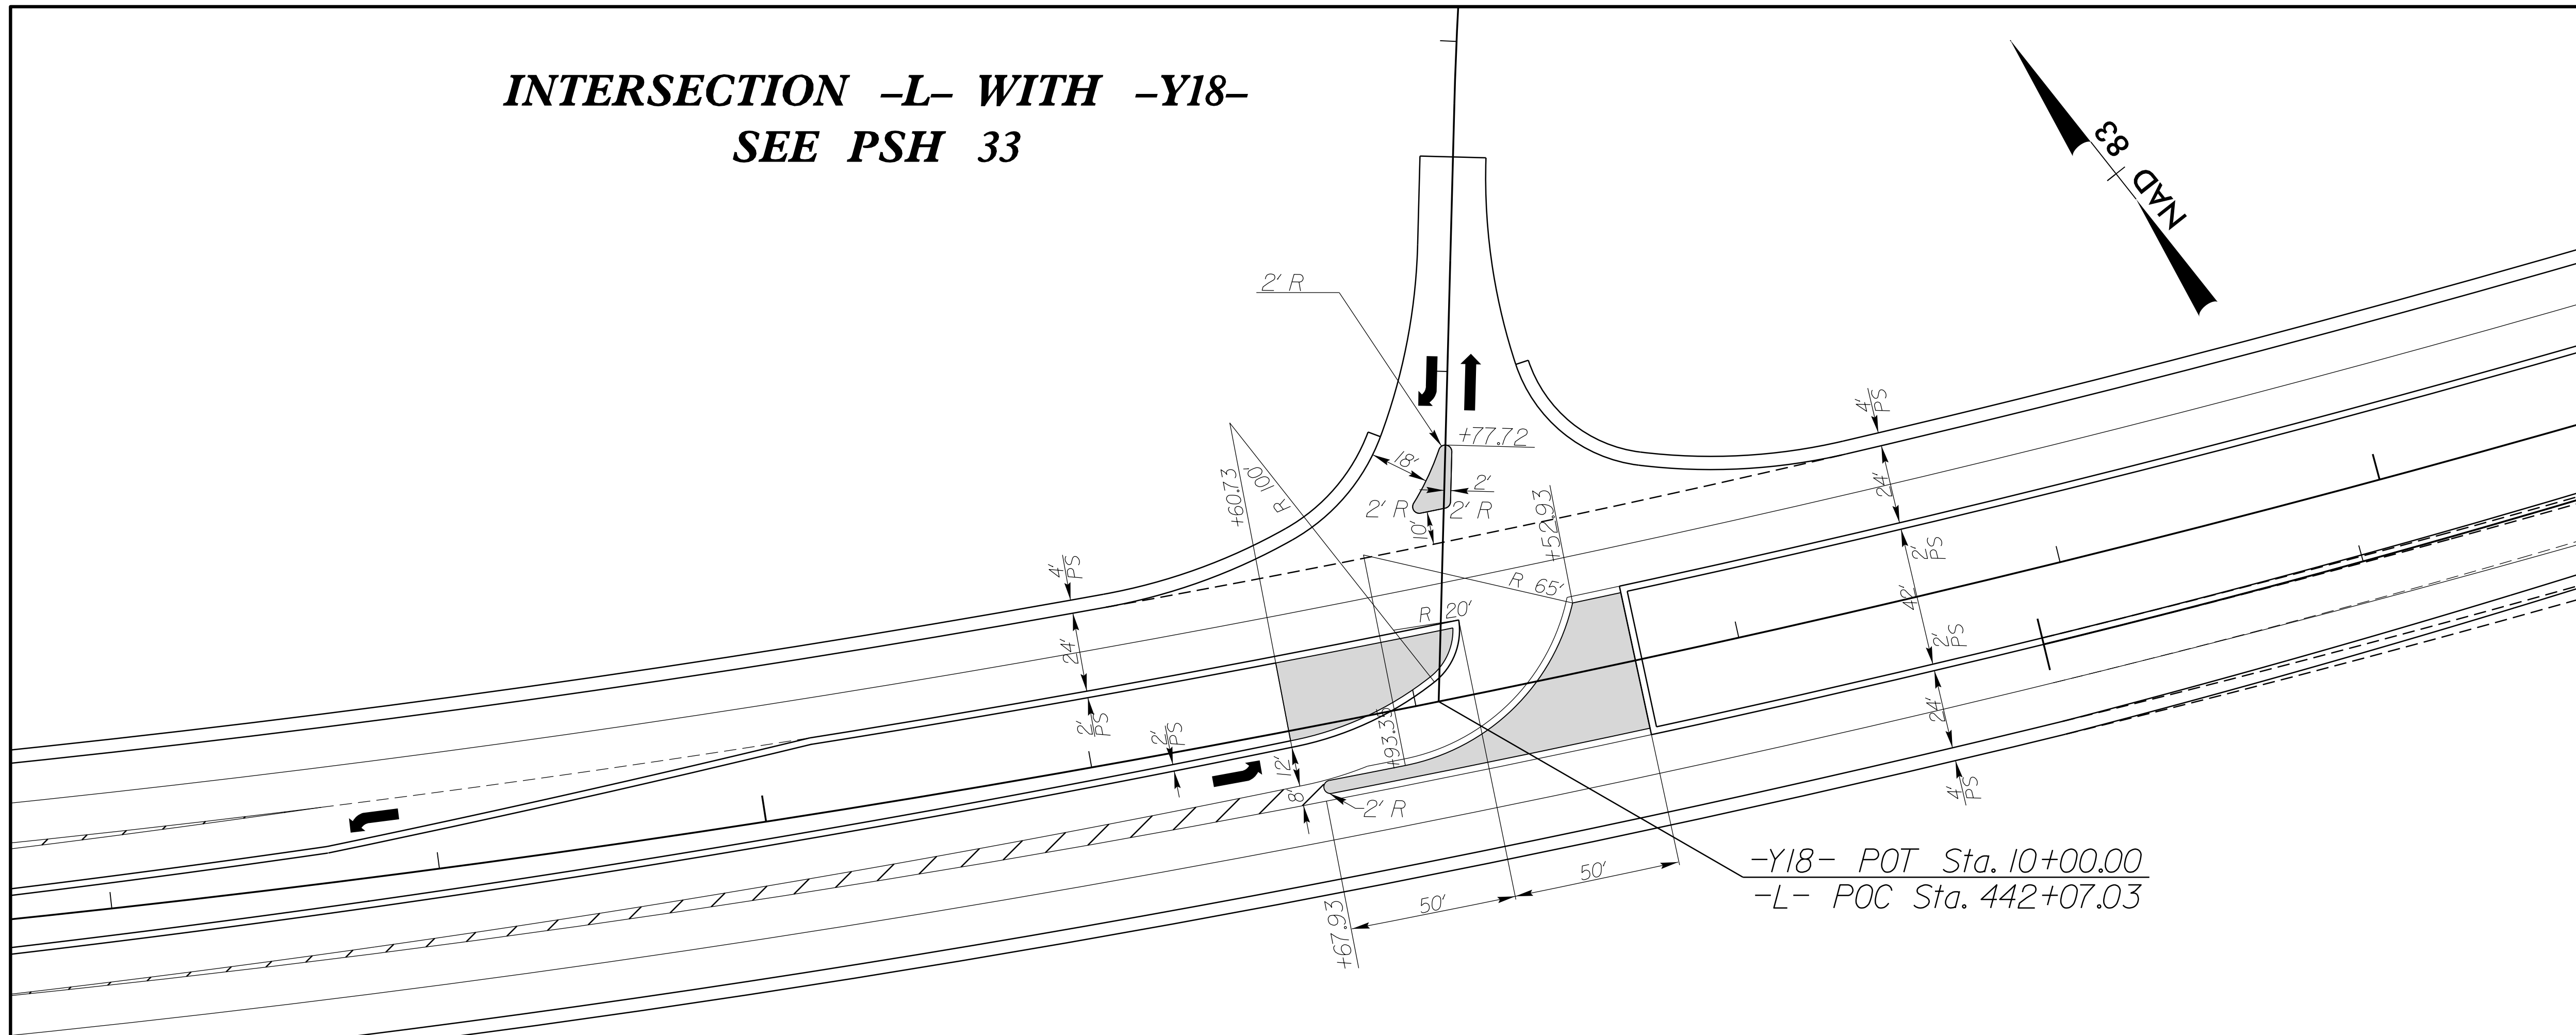 INTERSECTION -L- WITH -Y18-
SEE PSH 33
NAD 83
2' R
+77.72
18'
2'
2' R
2' R
10'
+60.73
100' R
+52.93
R 65'
R 20'
4' PS
24'
2' PS
2' PS
12'
8'
2' R
4' PS
24'
2' PS
42'
2' PS
24'
4' PS
50'
50'
+67.93
-Y18- POT Sta. 10+00.00
-L- POC Sta. 442+07.03